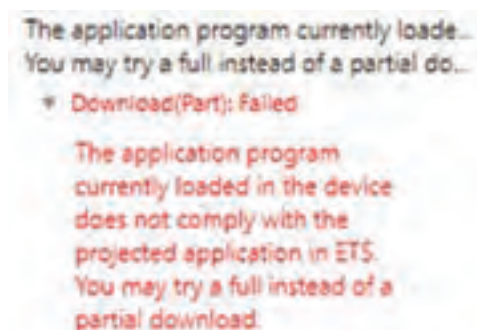 The application program currently loade...
You may try a full instead of a partial do...
Download(Part): Failed
The application program
currently loaded in the device
does not comply with the
projected application in ETS.
You may try a full instead of a
partial download.